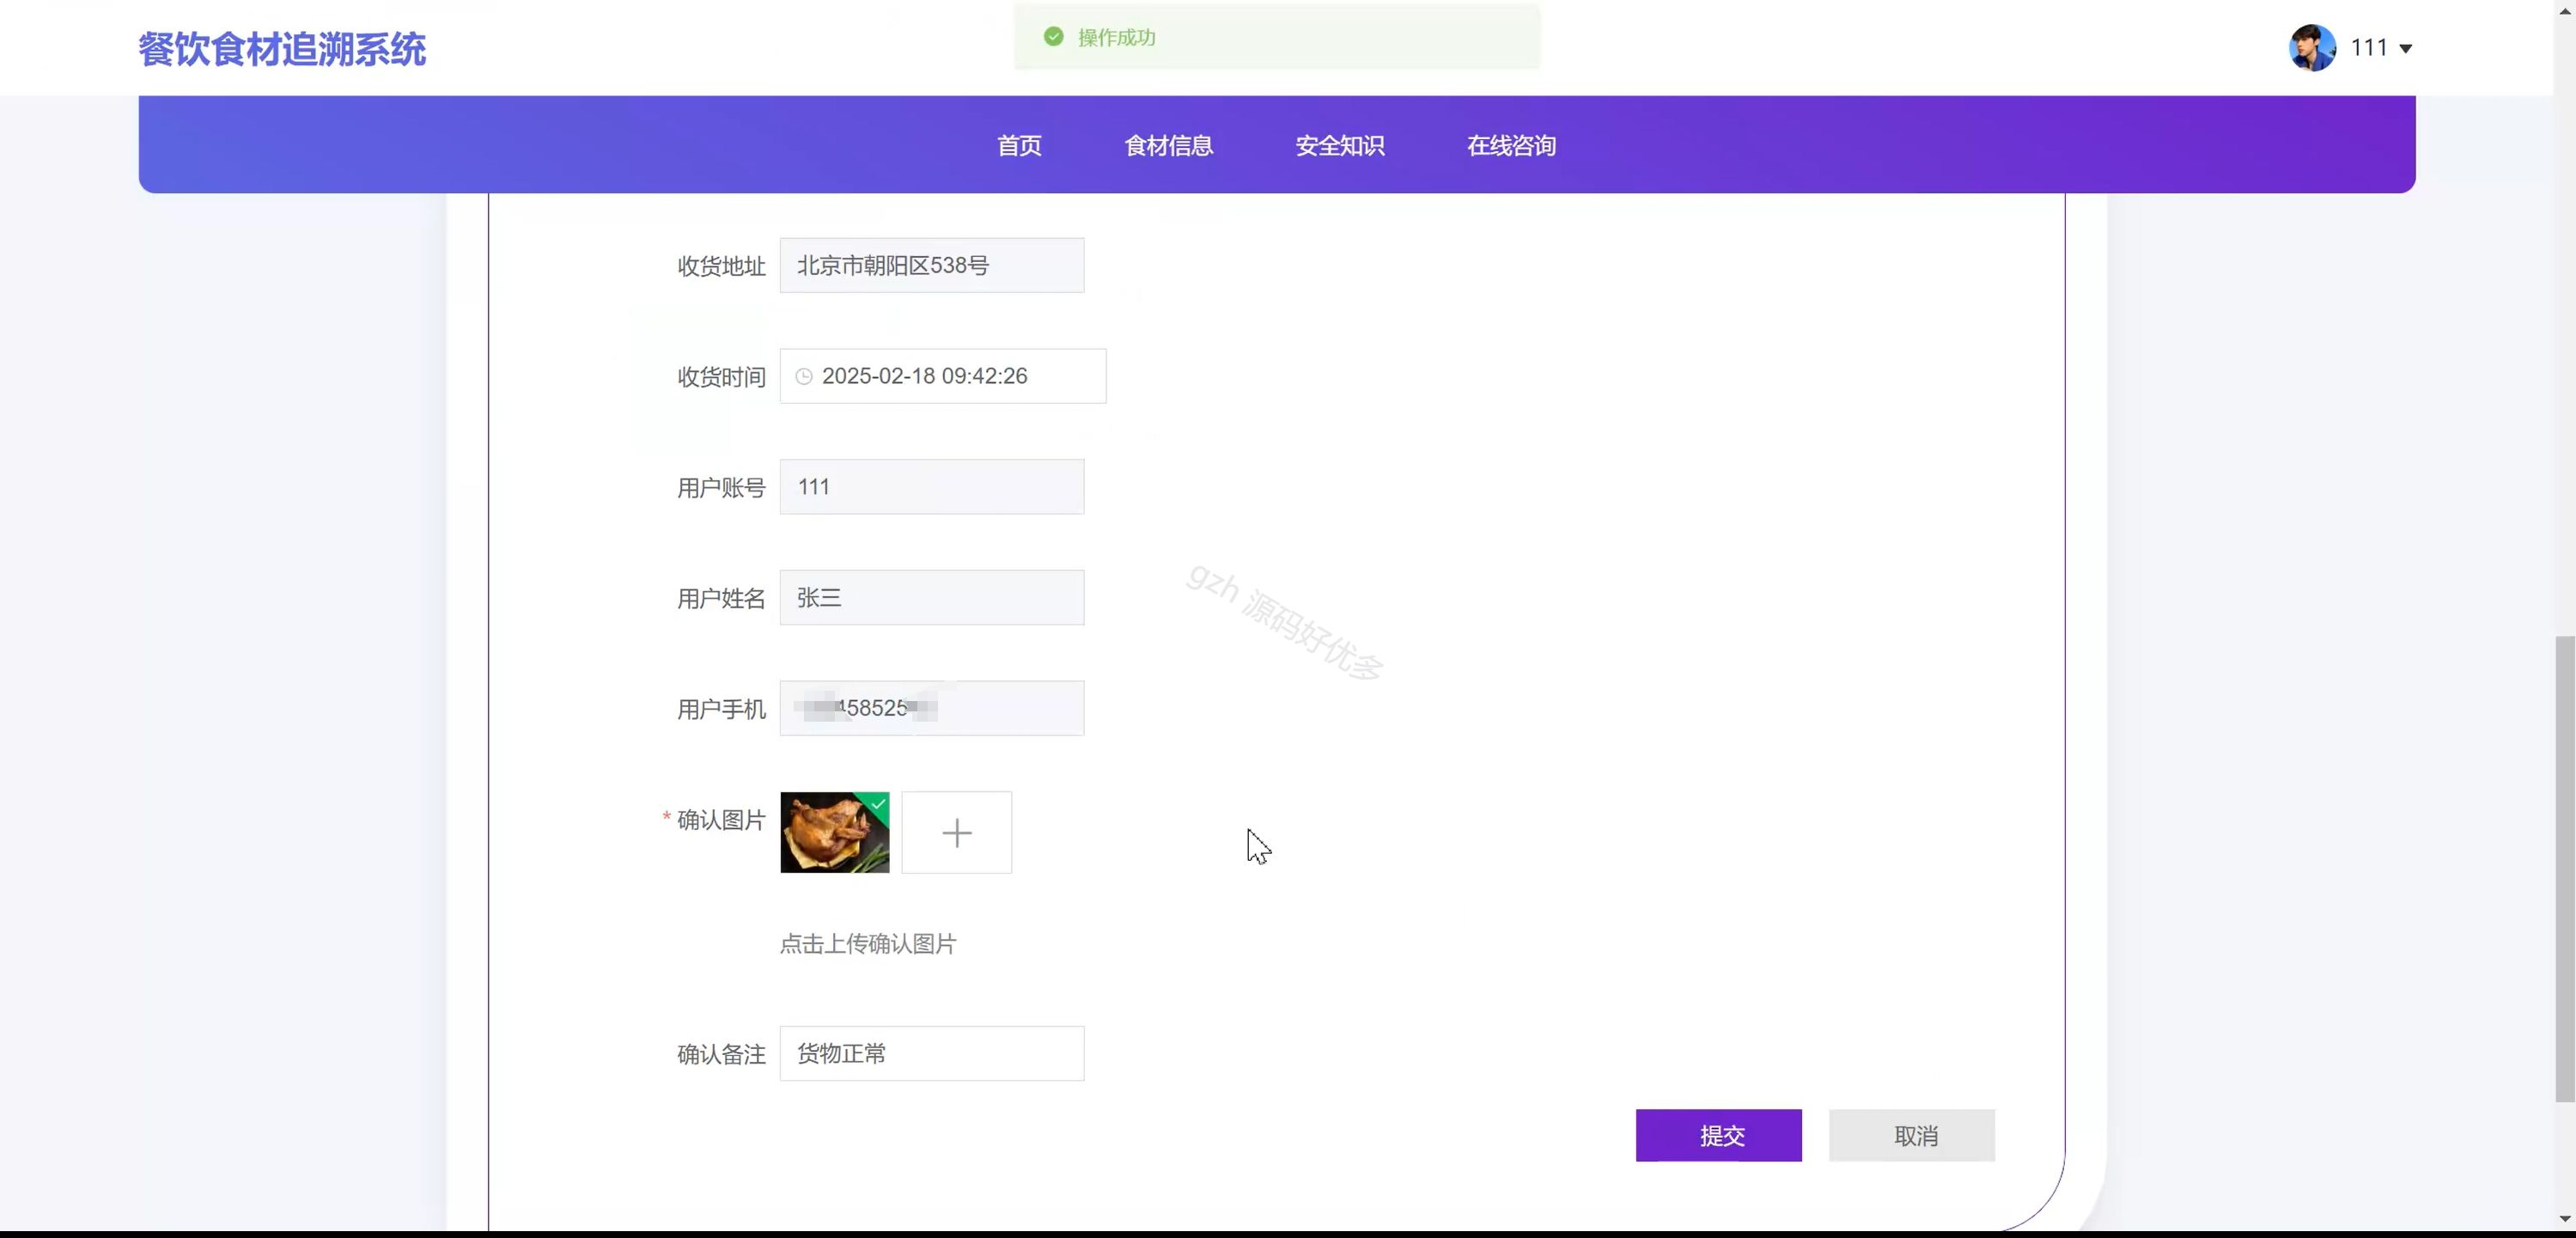 餐饮食材追溯系统
操作成功
111
首页 食材信息 安全知识 在线咨询
收货地址 北京市朝阳区538号
收货时间 2025-02-18 09:42:26
用户账号 111
用户姓名 张三
gzh 源码好优多
用户手机 458525
* 确认图片
点击上传确认图片
确认备注 货物正常
提交 取消